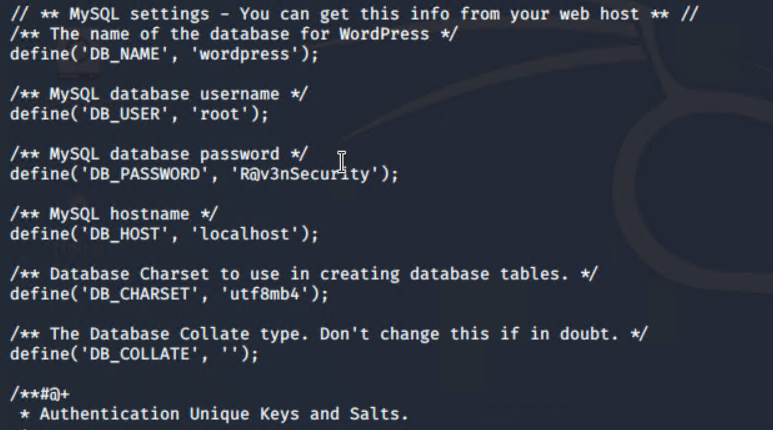 // ** MySQL settings - You can get this info from your web host ** //
/** The name of the database for WordPress */
define('DB_NAME', 'wordpress');
/** MySQL database username */
define('DB_USER', 'root');
/** MySQL database password */
define('DB_PASSWORD', 'R@v3nSecurity');
/** MySQL hostname */
define('DB_HOST', 'localhost');
/** Database Charset to use in creating database tables. */
define('DB_CHARSET', 'utf8mb4');
/** The Database Collate type. Don't change this if in doubt. */
define('DB_COLLATE', '');
/**#@+
* Authentication Unique Keys and Salts.